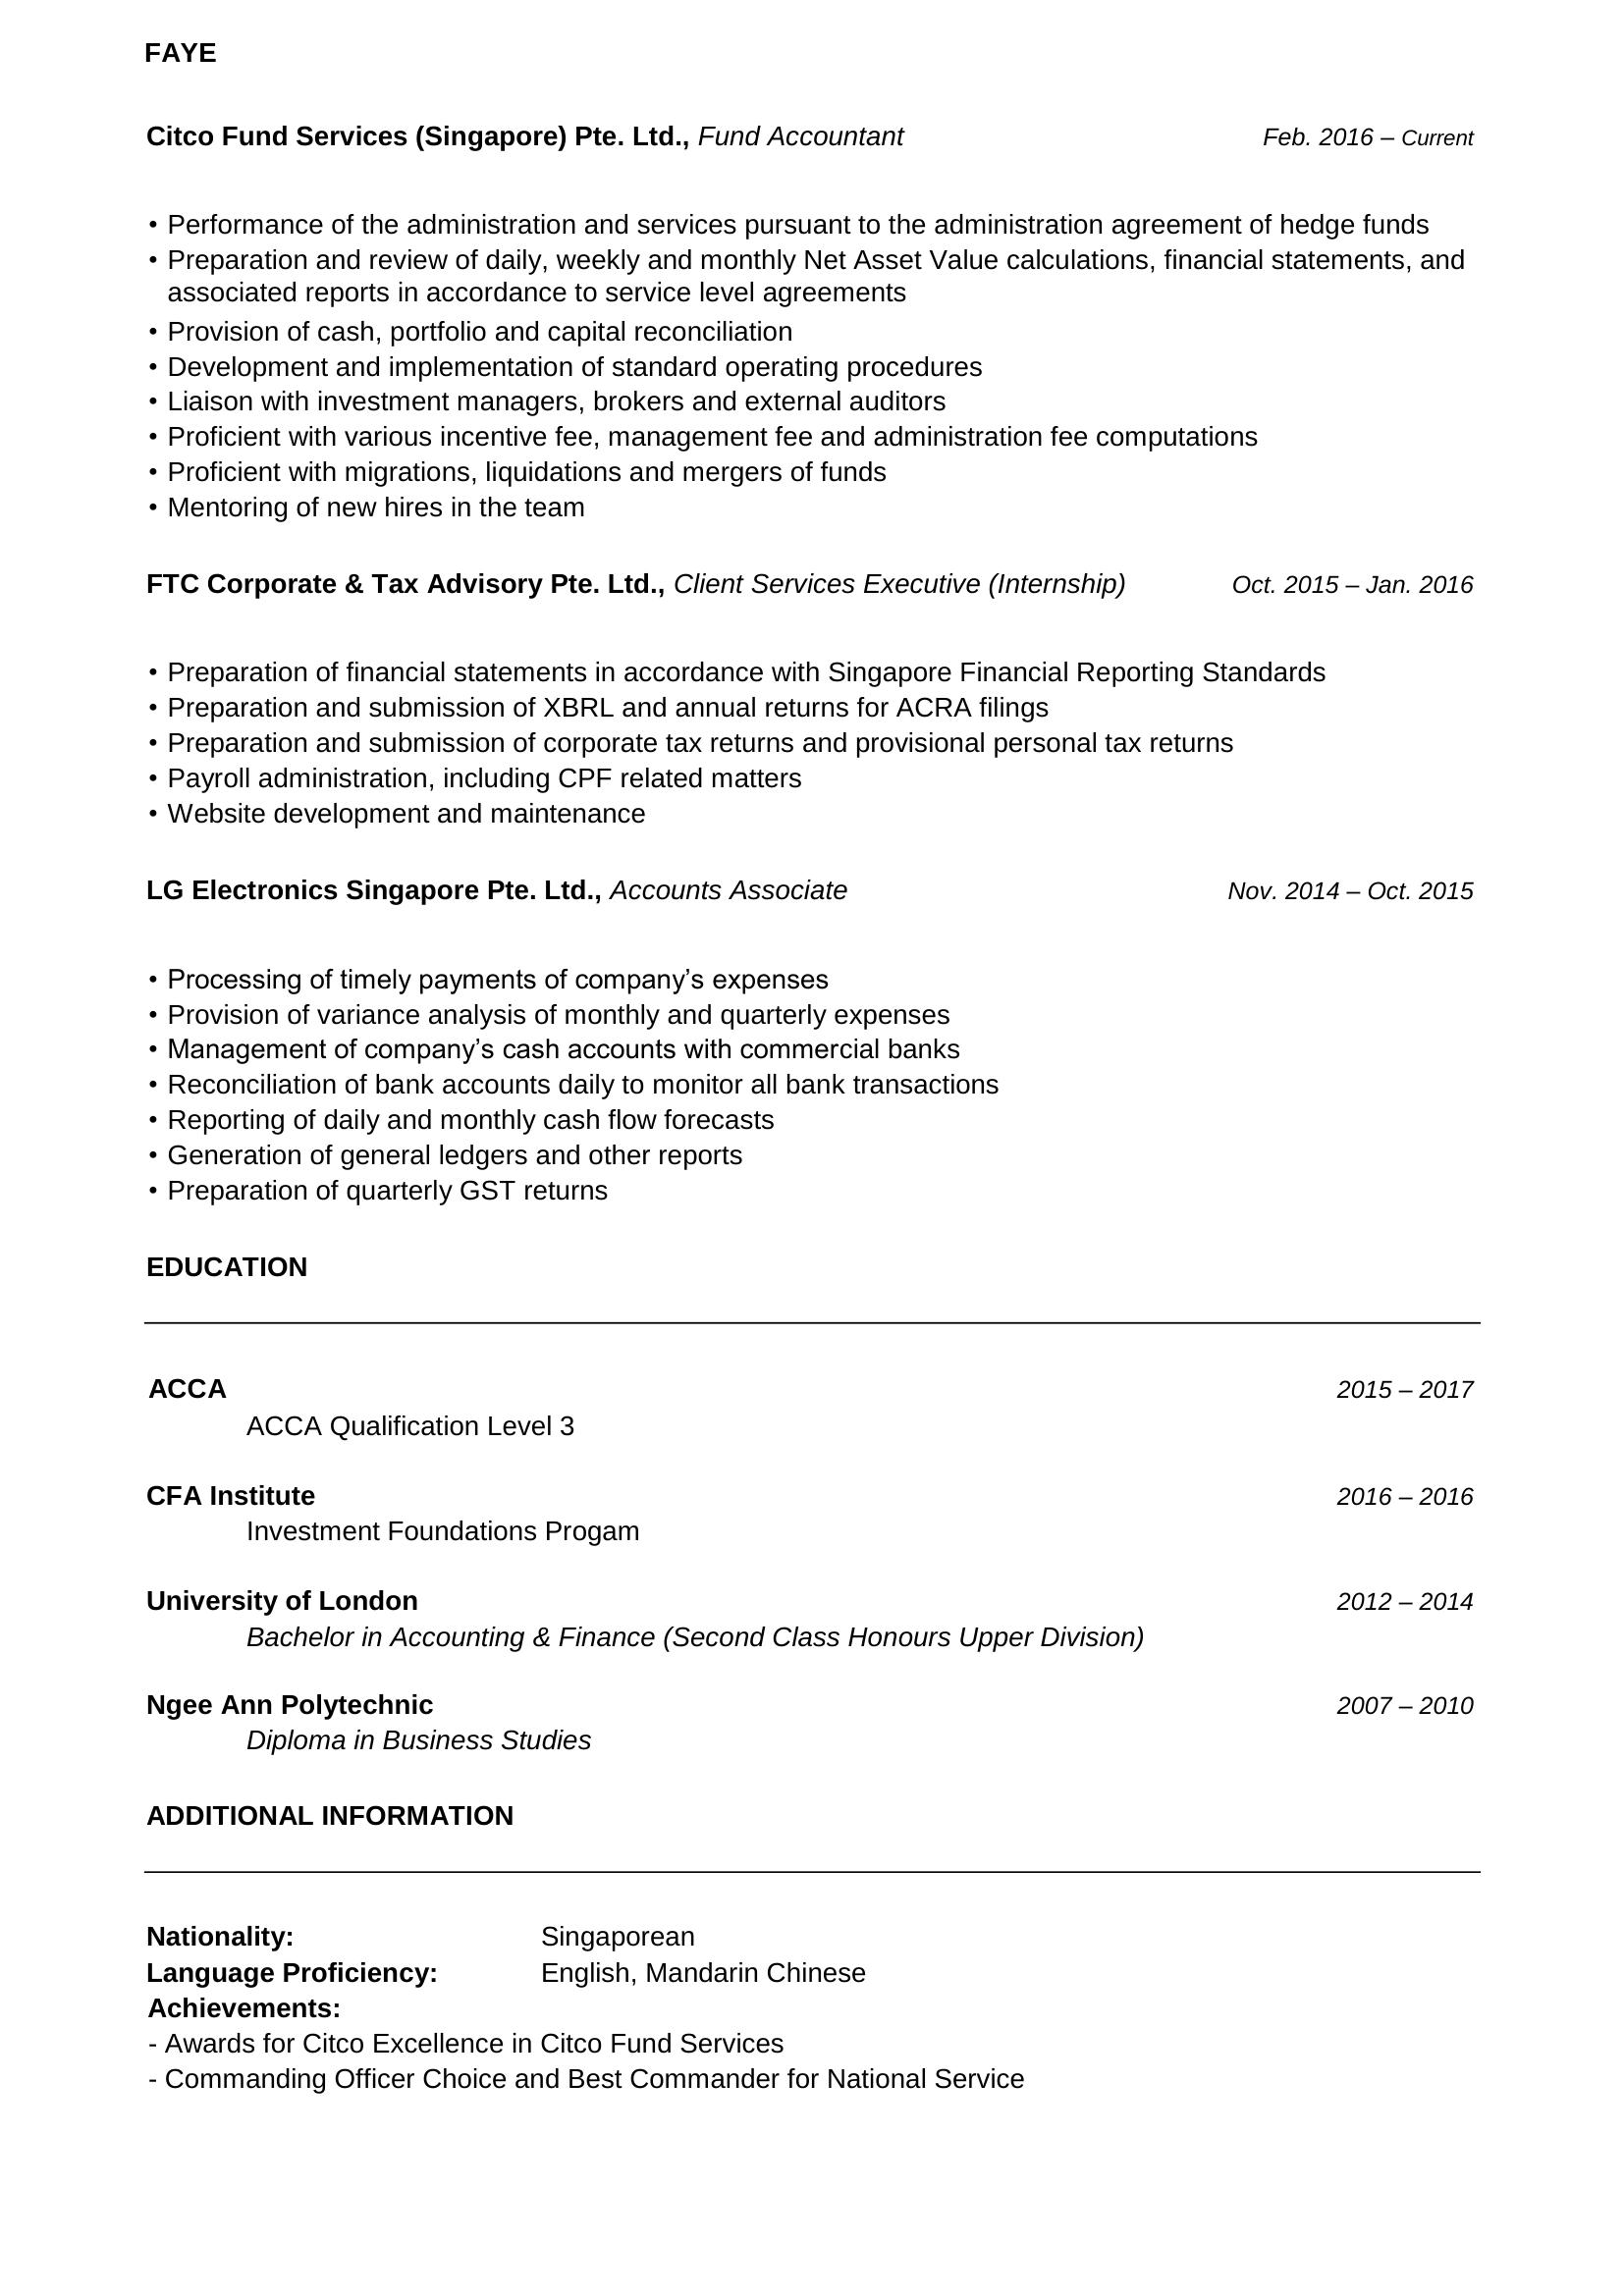 FAYE
Citco Fund Services (Singapore) Pte. Ltd., Fund Accountant Feb. 2016 – Current
• Performance of the administration and services pursuant to the administration agreement of hedge funds
• Preparation and review of daily, weekly and monthly Net Asset Value calculations, financial statements, and
associated reports in accordance to service level agreements
• Provision of cash, portfolio and capital reconciliation
• Development and implementation of standard operating procedures
• Liaison with investment managers, brokers and external auditors
• Proficient with various incentive fee, management fee and administration fee computations
• Proficient with migrations, liquidations and mergers of funds
• Mentoring of new hires in the team
FTC Corporate & Tax Advisory Pte. Ltd., Client Services Executive (Internship) Oct. 2015 – Jan. 2016
• Preparation of financial statements in accordance with Singapore Financial Reporting Standards
• Preparation and submission of XBRL and annual returns for ACRA filings
• Preparation and submission of corporate tax returns and provisional personal tax returns
• Payroll administration, including CPF related matters
• Website development and maintenance
LG Electronics Singapore Pte. Ltd., Accounts Associate Nov. 2014 – Oct. 2015
• Processing of timely payments of company’s expenses
• Provision of variance analysis of monthly and quarterly expenses
• Management of company’s cash accounts with commercial banks
• Reconciliation of bank accounts daily to monitor all bank transactions
• Reporting of daily and monthly cash flow forecasts
• Generation of general ledgers and other reports
• Preparation of quarterly GST returns
EDUCATION
ACCA 2015 – 2017
ACCA Qualification Level 3
CFA Institute 2016 – 2016
Investment Foundations Progam
University of London 2012 – 2014
Bachelor in Accounting & Finance (Second Class Honours Upper Division)
Ngee Ann Polytechnic 2007 – 2010
Diploma in Business Studies
ADDITIONAL INFORMATION
Nationality: Singaporean
Language Proficiency: English, Mandarin Chinese
Achievements:
- Awards for Citco Excellence in Citco Fund Services
- Commanding Officer Choice and Best Commander for National Service